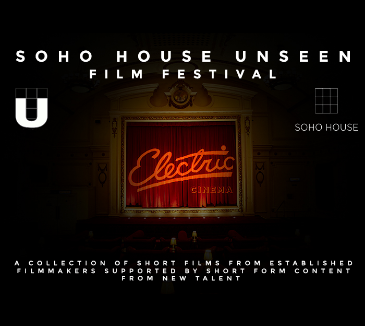 SOHO HOUSE UNSEEN
FILM FESTIVAL
U
SOHO HOUSE
Electric
CINEMA
A COLLECTION OF SHORT FILMS FROM ESTABLISHED
FILMMAKERS SUPPORTED BY SHORT FORM CONTENT
FROM NEW TALENT